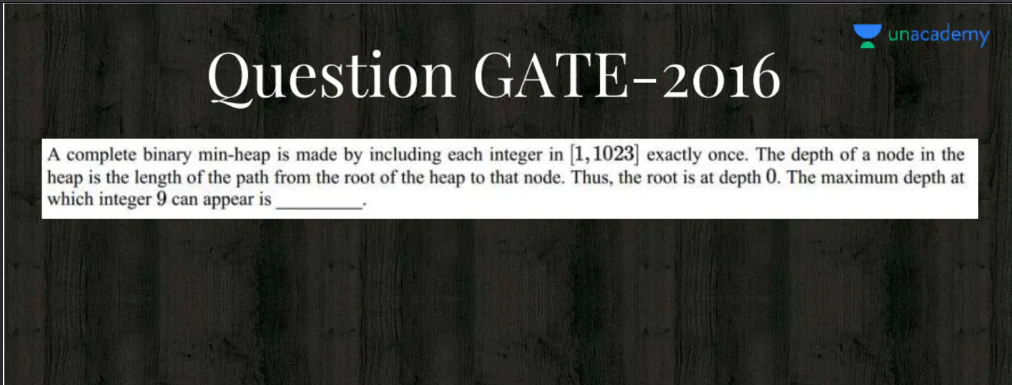 unacademy
Question GATE-2016
A complete binary min-heap is made by including each integer in [1, 1023] exactly once. The depth of a node in the
heap is the length of the path from the root of the heap to that node. Thus, the root is at depth 0. The maximum depth at
which integer 9 can appear is _________.